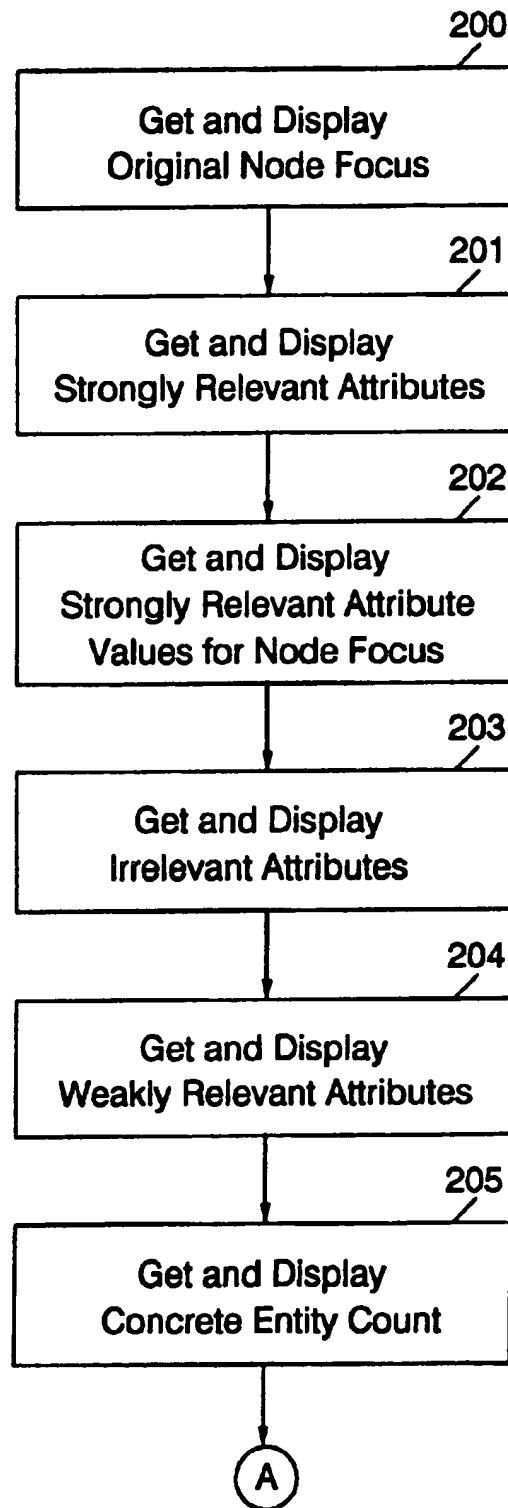 200
Get and Display
Original Node Focus
201
Get and Display
Strongly Relevant Attributes
202
Get and Display
Strongly Relevant Attribute
Values for Node Focus
203
Get and Display
Irrelevant Attributes
204
Get and Display
Weakly Relevant Attributes
205
Get and Display
Concrete Entity Count
A